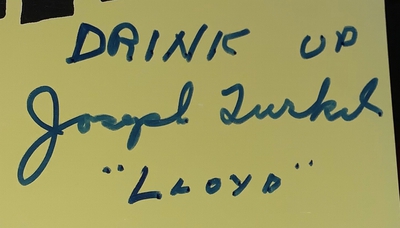 DRINK UP
Joseph Turkel
"LLOYD"